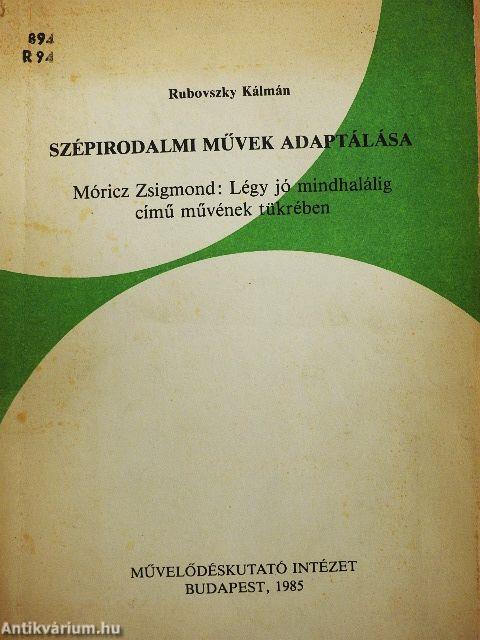 894
R 94
Rubovszky Kálmán
SZÉPIRODALMI MŰVEK ADAPTÁLÁSA
Móricz Zsigmond: Légy jó mindhalálig
című művének tükrében
MŰVELŐDÉSKUTATÓ INTÉZET
BUDAPEST, 1985
Antikvárium.hu